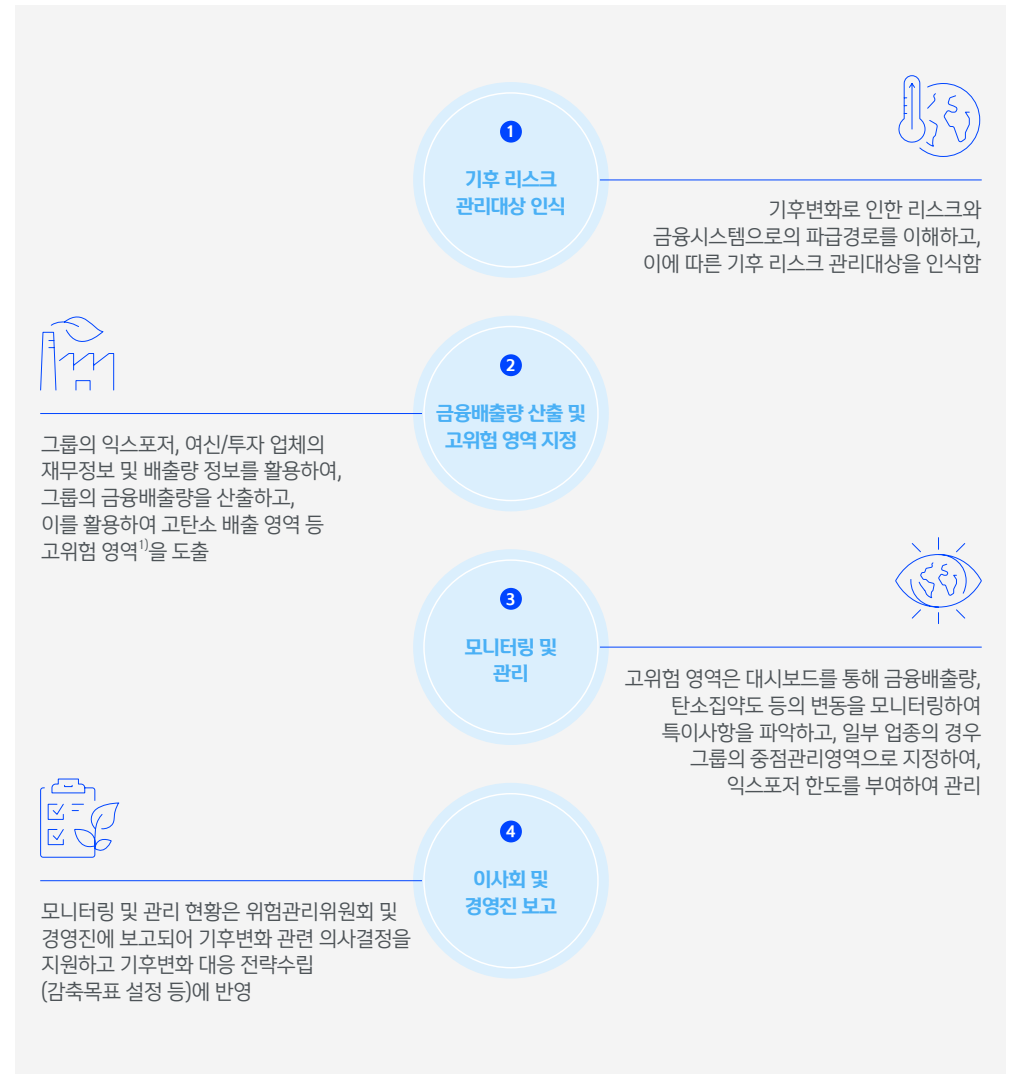 1
기후 리스크
관리대상 인식
기후변화로 인한 리스크와
금융시스템으로의 파급경로를 이해하고,
이에 따른 기후 리스크 관리대상을 인식함
2
금융배출량 산출 및
고위험 영역 지정
그룹의 익스포저, 여신/투자 업체의
재무정보 및 배출량 정보를 활용하여,
그룹의 금융배출량을 산출하고,
이를 활용하여 고탄소 배출 영역 등
고위험 영역1)을 도출
3
모니터링 및
관리
고위험 영역은 대시보드를 통해 금융배출량,
탄소집약도 등의 변동을 모니터링하여
특이사항을 파악하고, 일부 업종의 경우
그룹의 중점관리영역으로 지정하여,
익스포저 한도를 부여하여 관리
4
이사회 및
경영진 보고
모니터링 및 관리 현황은 위험관리위원회 및
경영진에 보고되어 기후변화 관련 의사결정을
지원하고 기후변화 대응 전략수립
(감축목표 설정 등)에 반영